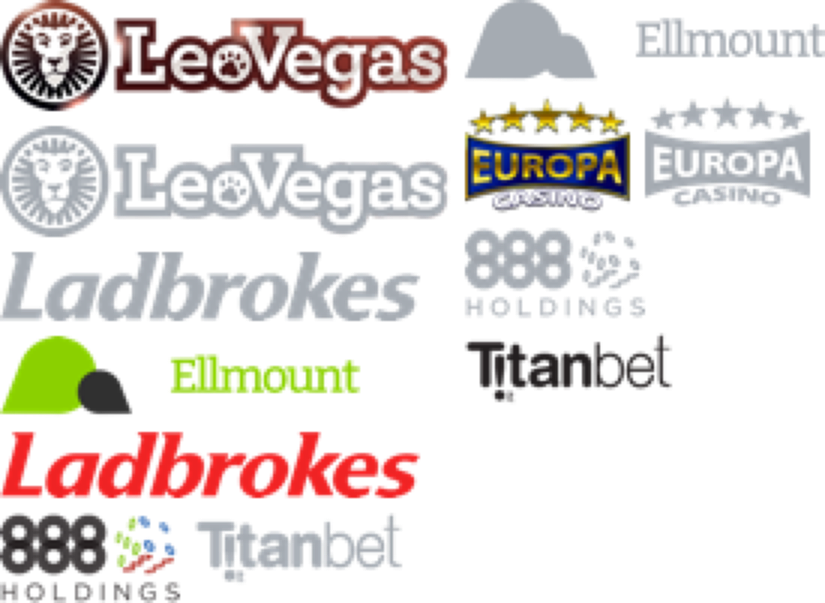 LeoVegas
Ellmount
EUROPA
CASINO
EUROPA
CASINO
LeoVegas
888
HOLDINGS
Ladbrokes
Titanbet
Ellmount
Ladbrokes
888
HOLDINGS
Titanbet